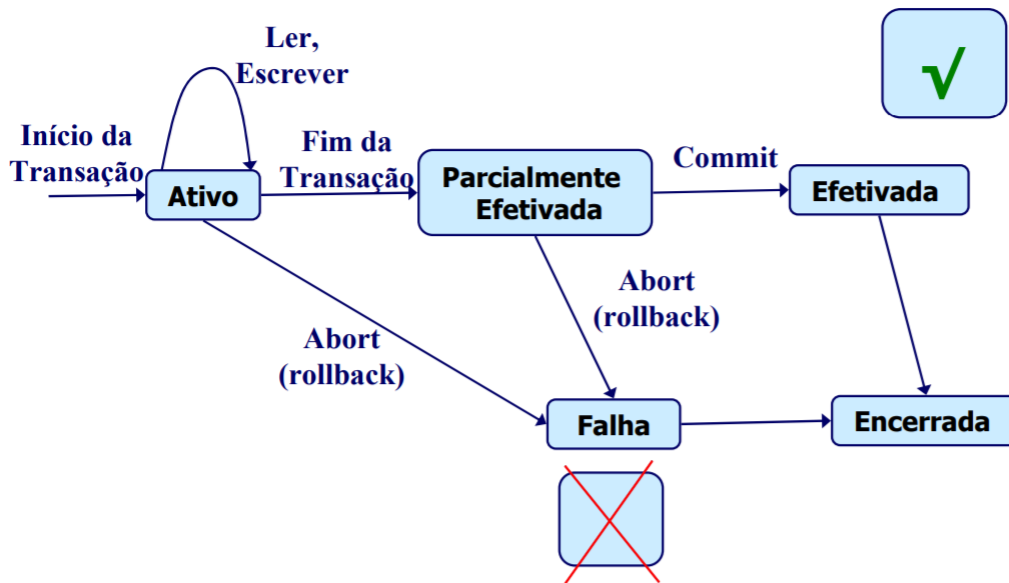 Ler,
Escrever
√
Início da
Transação
Ativo
Fim da
Transação
Parcialmente
Efetivada
Commit
Efetivada
Abort
(rollback)
Abort
(rollback)
Falha
Encerrada